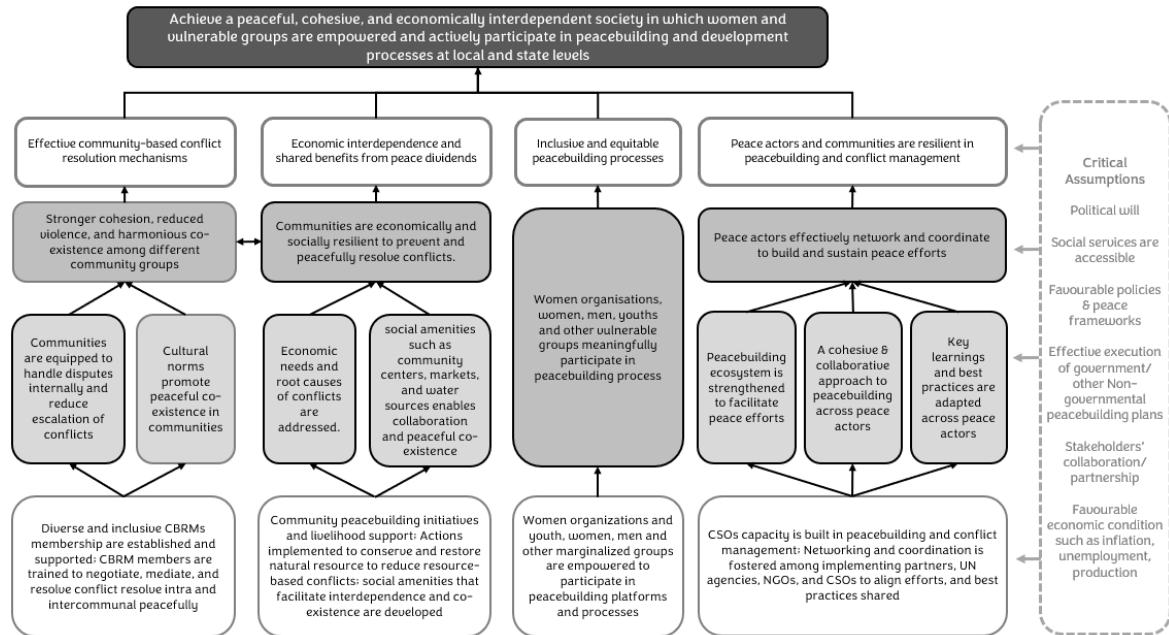 Achieve a peaceful, cohesive, and economically interdependent society in which women and
vulnerable groups are empowered and actively participate in peacebuilding and development
processes at local and state levels
Effective community-based conflict
resolution mechanisms
Economic interdependence and
shared benefits from peace dividends
Inclusive and equitable
peacebuilding processes
Peace actors and communities are resilient in
peacebuilding and conflict management
Stronger cohesion, reduced
violence, and harmonious co-
existence among different
community groups
Communities are economically and
socially resilient to prevent and
peacefully resolve conflicts.
Women organisations,
women, men, youths
and other vulnerable
groups meaningfully
participate in
peacebuilding process
Peace actors effectively network and coordinate
to build and sustain peace efforts
Communities
are equipped to
handle disputes
internally and
reduce
escalation of
conflicts
Cultural
norms
promote
peaceful co-
existence in
communities
Economic
needs and
root causes
of conflicts
are
addressed.
social amenities
such as
community
centers, markets,
and water
sources enables
collaboration
and peaceful co-
existence
Peacebuilding
ecosystem is
strengthened
to facilitate
peace efforts
A cohesive &
collaborative
approach to
peacebuilding
across peace
actors
Key
learnings
and best
practices are
adapted
across peace
actors
Diverse and inclusive CBRMs
membership are established and
supported: CBRM members are
trained to negotiate, mediate, and
resolve conflict resolve intra and
intercommunal peacefully
Community peacebuilding initiatives
and livelihood support: Actions
implemented to conserve and restore
natural resource to reduce resource-
based conflicts: social amenities that
facilitate interdependence and co-
existence are developed
Women organizations and
youth, women, men and
other marginalized groups
are empowered to
participate in
peacebuilding platforms
and processes
CSOs capacity is built in peacebuilding and conflict
management: Networking and coordination is
fostered among implementing partners, UN
agencies, NGOs, and CSOs to align efforts, and best
practices shared
Critical
Assumptions
Political will
Social services are
accessible
Favourable policies
& peace
frameworks
Effective execution
of government/
other Non-
governmental
peacebuilding plans
Stakeholders'
collaboration/
partnership
Favourable
economic condition
such as inflation,
unemployment,
production